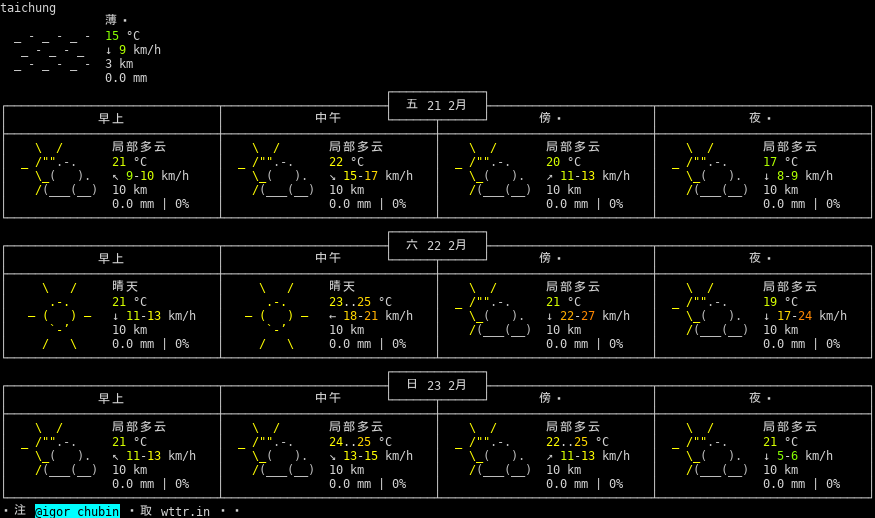 taichung
薄 ·
15 °C
↓ 9 km/h
3 km
0.0 mm
五 21 2月
早上 中午 傍 · 夜 ·
局部多云 局部多云 局部多云 局部多云
21 °C 22 °C 20 °C 17 °C
↖ 9-10 km/h ↘ 15-17 km/h ↗ 11-13 km/h ↓ 8-9 km/h
10 km 10 km 10 km 10 km
0.0 mm | 0% 0.0 mm | 0% 0.0 mm | 0% 0.0 mm | 0%
六 22 2月
早上 中午 傍 · 夜 ·
晴天 晴天 局部多云 局部多云
21 °C 23..25 °C 21 °C 19 °C
↓ 11-13 km/h ← 18-21 km/h ↓ 22-27 km/h ↓ 17-24 km/h
10 km 10 km 10 km 10 km
0.0 mm | 0% 0.0 mm | 0% 0.0 mm | 0% 0.0 mm | 0%
日 23 2月
早上 中午 傍 · 夜 ·
局部多云 局部多云 局部多云 局部多云
21 °C 24..25 °C 22..25 °C 21 °C
↖ 11-13 km/h ↘ 13-15 km/h ↗ 11-13 km/h ↓ 5-6 km/h
10 km 10 km 10 km 10 km
0.0 mm | 0% 0.0 mm | 0% 0.0 mm | 0% 0.0 mm | 0%
· 注 @igor_chubin · 取 wttr.in · ·